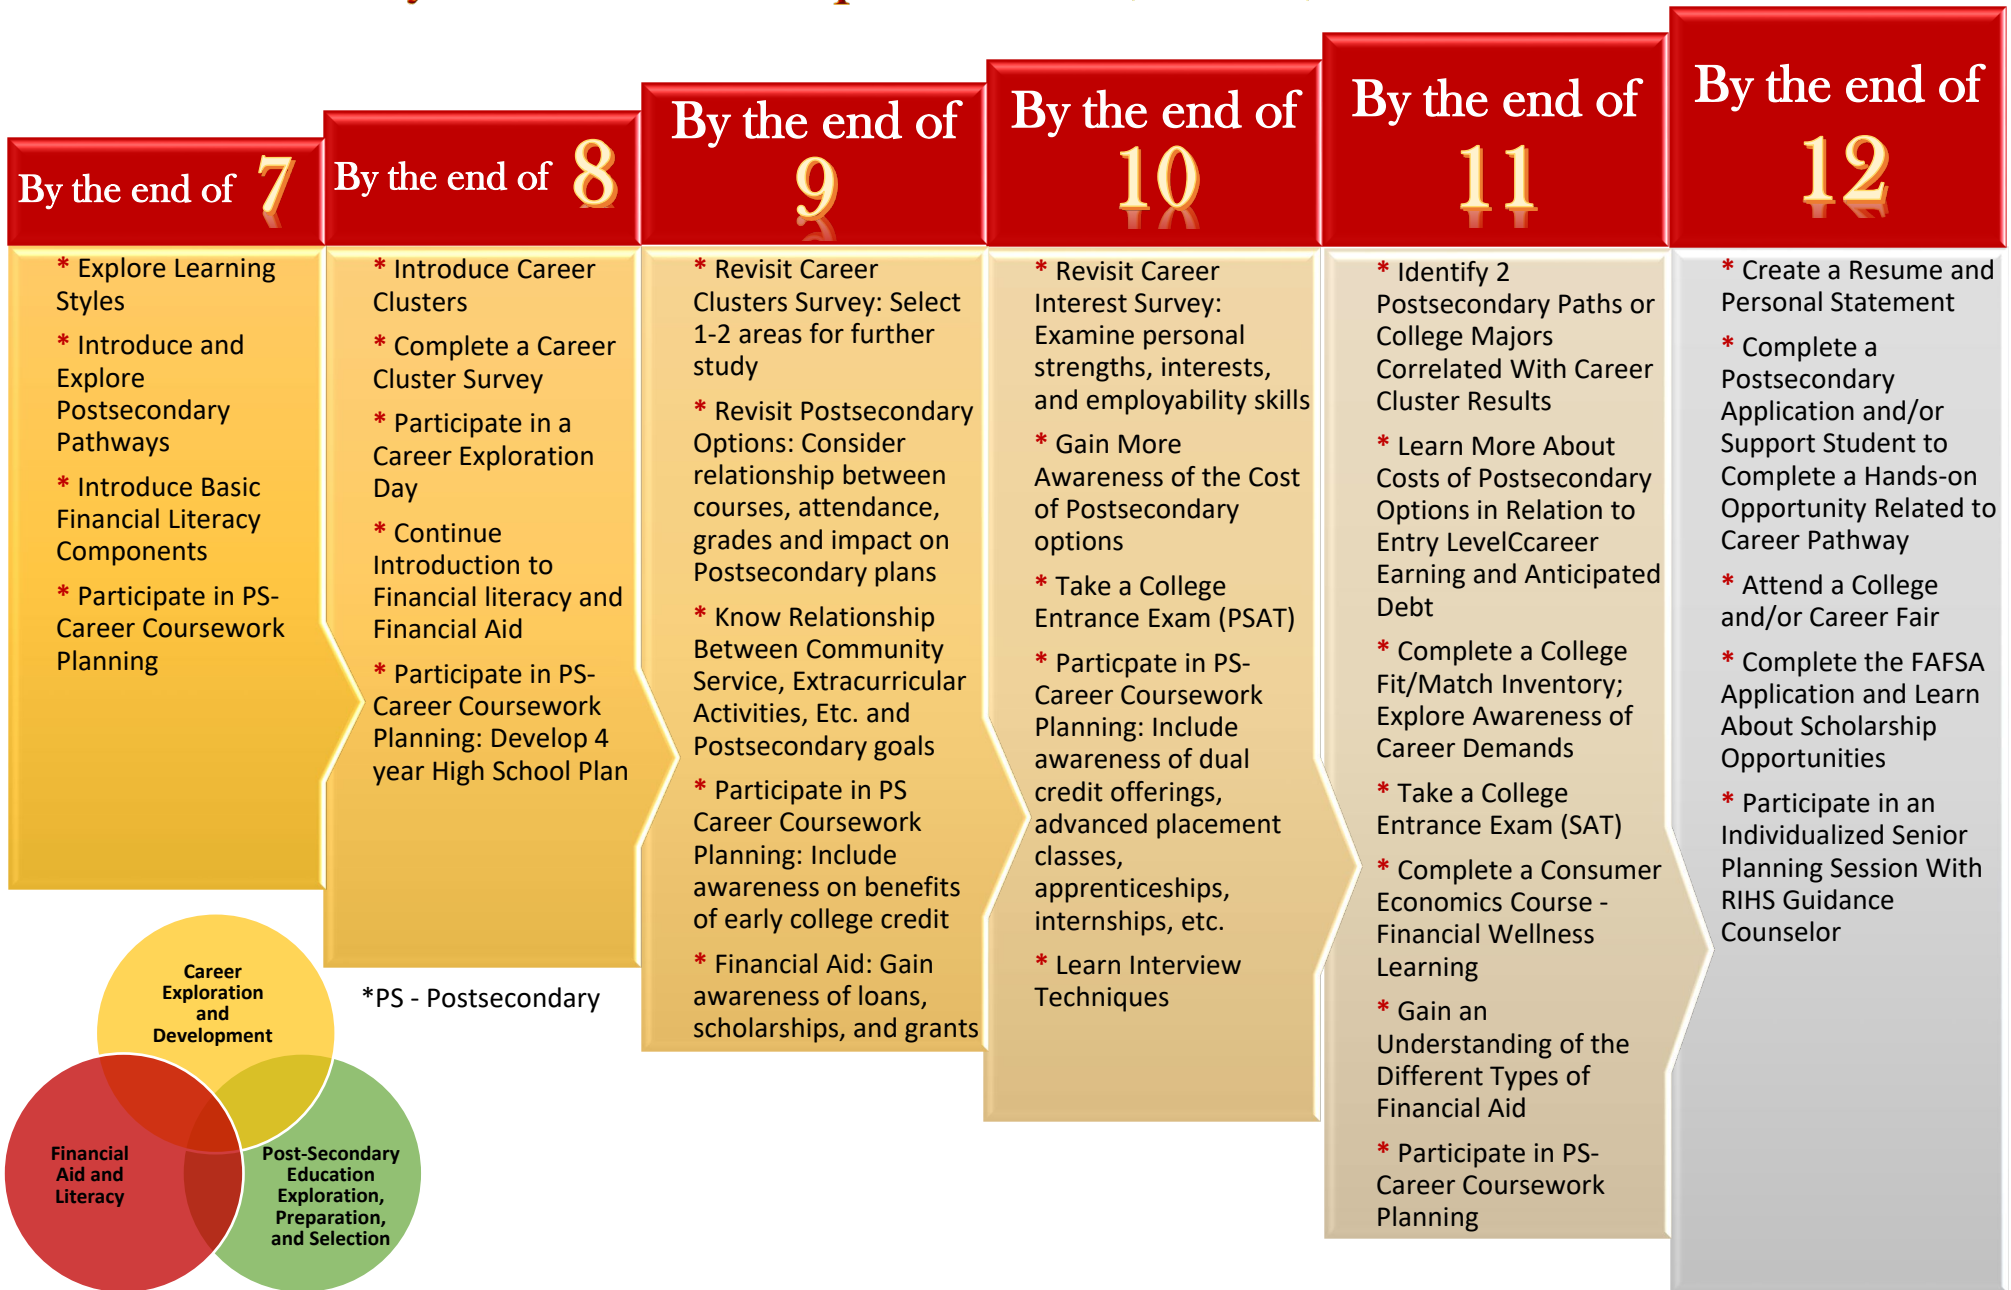 By the end of 7
* Explore Learning
Styles
* Introduce and
Explore
Postsecondary
Pathways
* Introduce Basic
Financial Literacy
Components
* Participate in PS-
Career Coursework
Planning
By the end of 8
* Introduce Career
Clusters
* Complete a Career
Cluster Survey
* Participate in a
Career Exploration
Day
* Continue
Introduction to
Financial literacy and
Financial Aid
* Participate in PS-
Career Coursework
Planning: Develop 4
year High School Plan
By the end of
9
* Revisit Career
Clusters Survey: Select
1-2 areas for further
study
* Revisit Postsecondary
Options: Consider
relationship between
courses, attendance,
grades and impact on
Postsecondary plans
* Know Relationship
Between Community
Service, Extracurricular
Activities, Etc. and
Postsecondary goals
* Participate in PS
Career Coursework
Planning: Include
awareness on benefits
of early college credit
* Financial Aid: Gain
awareness of loans,
scholarships, and grants
By the end of
10
* Revisit Career
Interest Survey:
Examine personal
strengths, interests,
and employability skills
* Gain More
Awareness of the Cost
of Postsecondary
options
* Take a College
Entrance Exam (PSAT)
* Particpate in PS-
Career Coursework
Planning: Include
awareness of dual
credit offerings,
advanced placement
classes,
apprenticeships,
internships, etc.
* Learn Interview
Techniques
By the end of
11
* Identify 2
Postsecondary Paths or
College Majors
Correlated With Career
Cluster Results
* Learn More About
Costs of Postsecondary
Options in Relation to
Entry LevelCcareer
Earning and Anticipated
Debt
* Complete a College
Fit/Match Inventory;
Explore Awareness of
Career Demands
* Take a College
Entrance Exam (SAT)
* Complete a Consumer
Economics Course -
Financial Wellness
Learning
* Gain an
Understanding of the
Different Types of
Financial Aid
* Participate in PS-
Career Coursework
Planning
By the end of
12
* Create a Resume and
Personal Statement
* Complete a
Postsecondary
Application and/or
Support Student to
Complete a Hands-on
Opportunity Related to
Career Pathway
* Attend a College
and/or Career Fair
* Complete the FAFSA
Application and Learn
About Scholarship
Opportunities
* Participate in an
Individualized Senior
Planning Session With
RIHS Guidance
Counselor
*PS - Postsecondary
Career
Exploration
and
Development
Financial
Aid and
Literacy
Post-Secondary
Education
Exploration,
Preparation,
and Selection